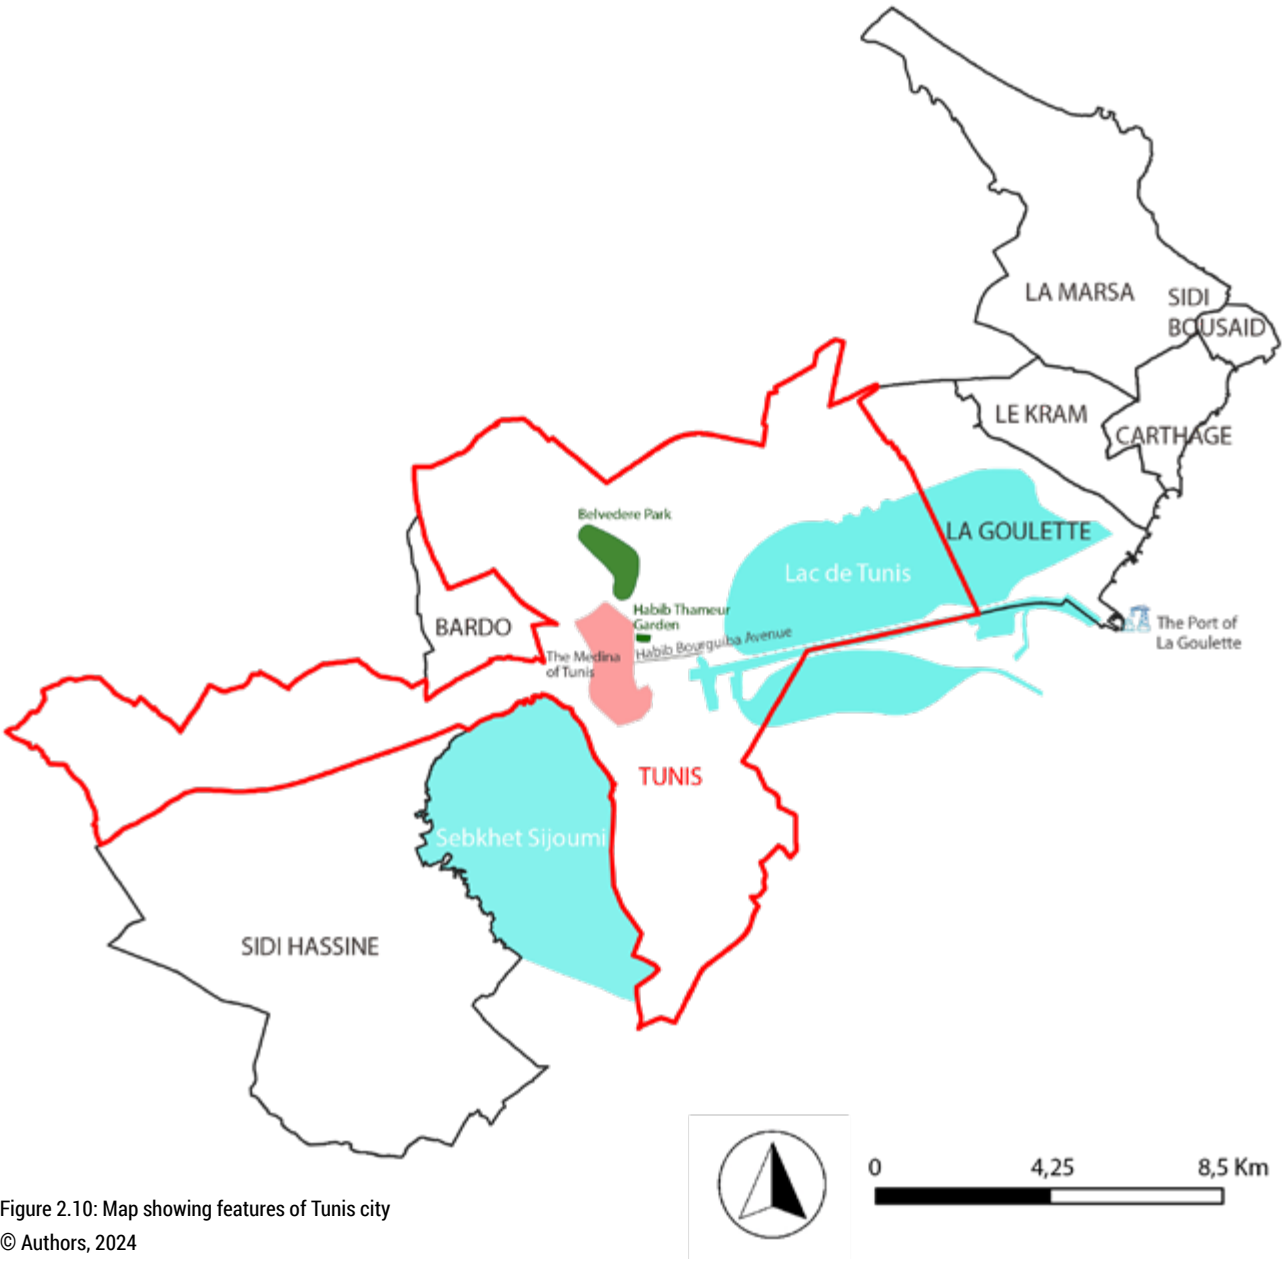 LA MARSA
SIDI
BOUSAID
LE KRAM
CARTHAGE
Belvedere Park
LA GOULETTE
Lac de Tunis
Habib Thameur
Garden
BARDO
Habib Bourguiba Avenue
The Port of
La Goulette
The Medina
of Tunis
TUNIS
Sebkhet Sijoumi
SIDI HASSINE
0 4,25 8,5 Km
Figure 2.10: Map showing features of Tunis city
© Authors, 2024